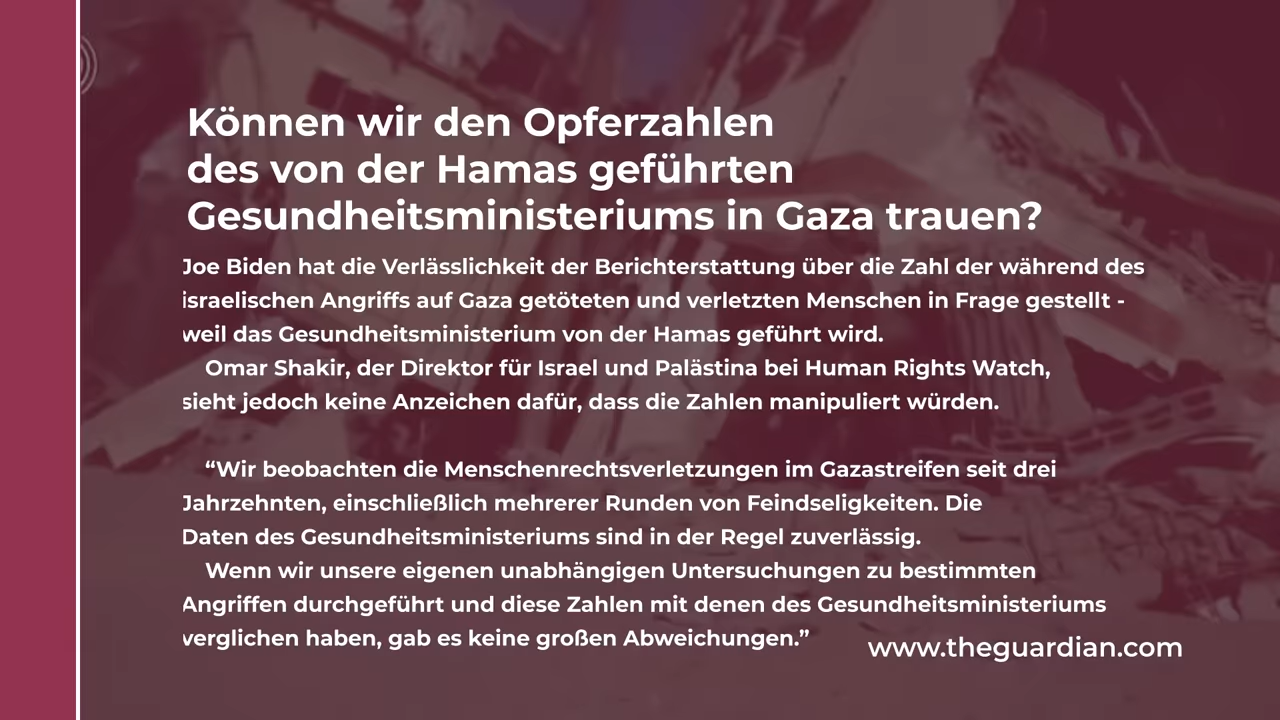 Können wir den Opferzahlen
des von der Hamas geführten
Gesundheitsministeriums in Gaza trauen?
Joe Biden hat die Verlässlichkeit der Berichterstattung über die Zahl der während des
israelischen Angriffs auf Gaza getöteten und verletzten Menschen in Frage gestellt -
weil das Gesundheitsministerium von der Hamas geführt wird.
Omar Shakir, der Direktor für Israel und Palästina bei Human Rights Watch,
sieht jedoch keine Anzeichen dafür, dass die Zahlen manipuliert würden.
“Wir beobachten die Menschenrechtsverletzungen im Gazastreifen seit drei
Jahrzehnten, einschließlich mehrerer Runden von Feindseligkeiten. Die
Daten des Gesundheitsministeriums sind in der Regel zuverlässig.
Wenn wir unsere eigenen unabhängigen Untersuchungen zu bestimmten
Angriffen durchgeführt und diese Zahlen mit denen des Gesundheitsministeriums
verglichen haben, gab es keine großen Abweichungen.”
www.theguardian.com